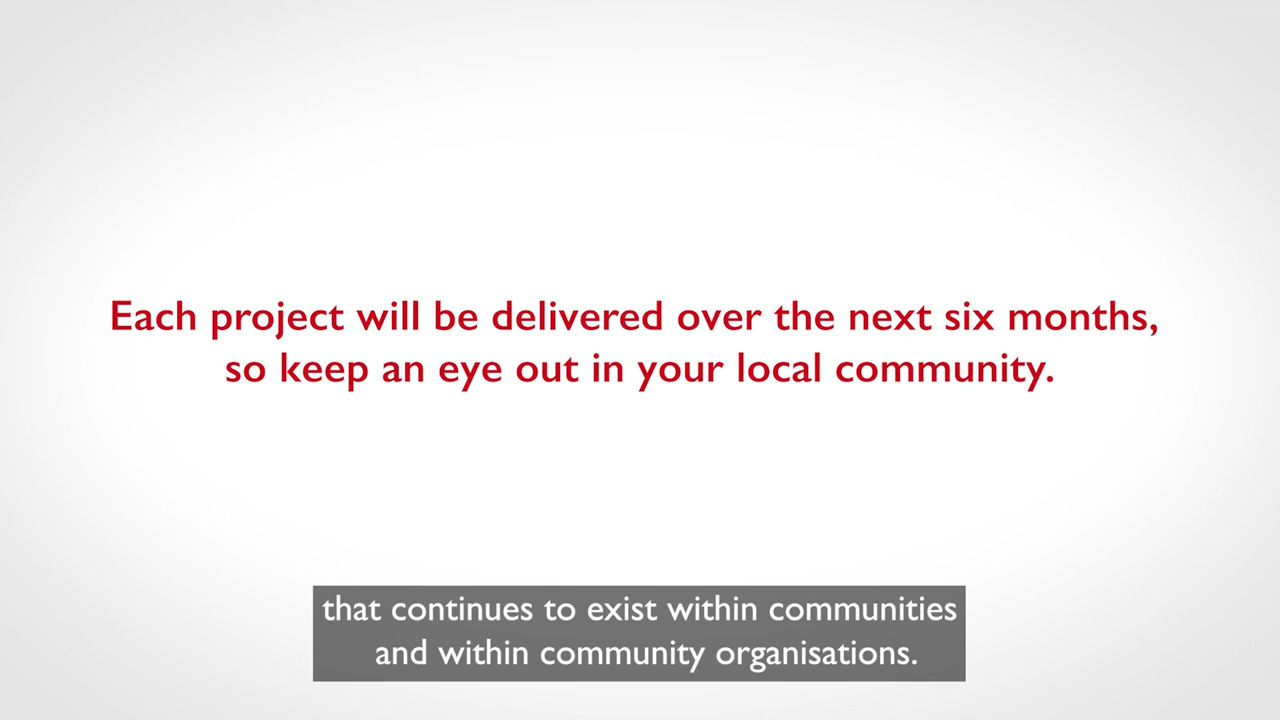 Each project will be delivered over the next six months,
so keep an eye out in your local community.
that continues to exist within communities
and within community organisations.